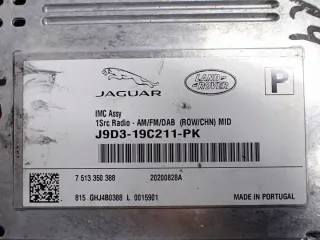 JAGUAR
LAND-
ROVER
P
IMC Assy
1Src Radio - AM/FM/DAB (ROW/CHN) MID
J9D3-19C211-PK
7 513 350 388 20200828A
815 GHJ4B0388 L 0015901 MADE IN PORTUGAL